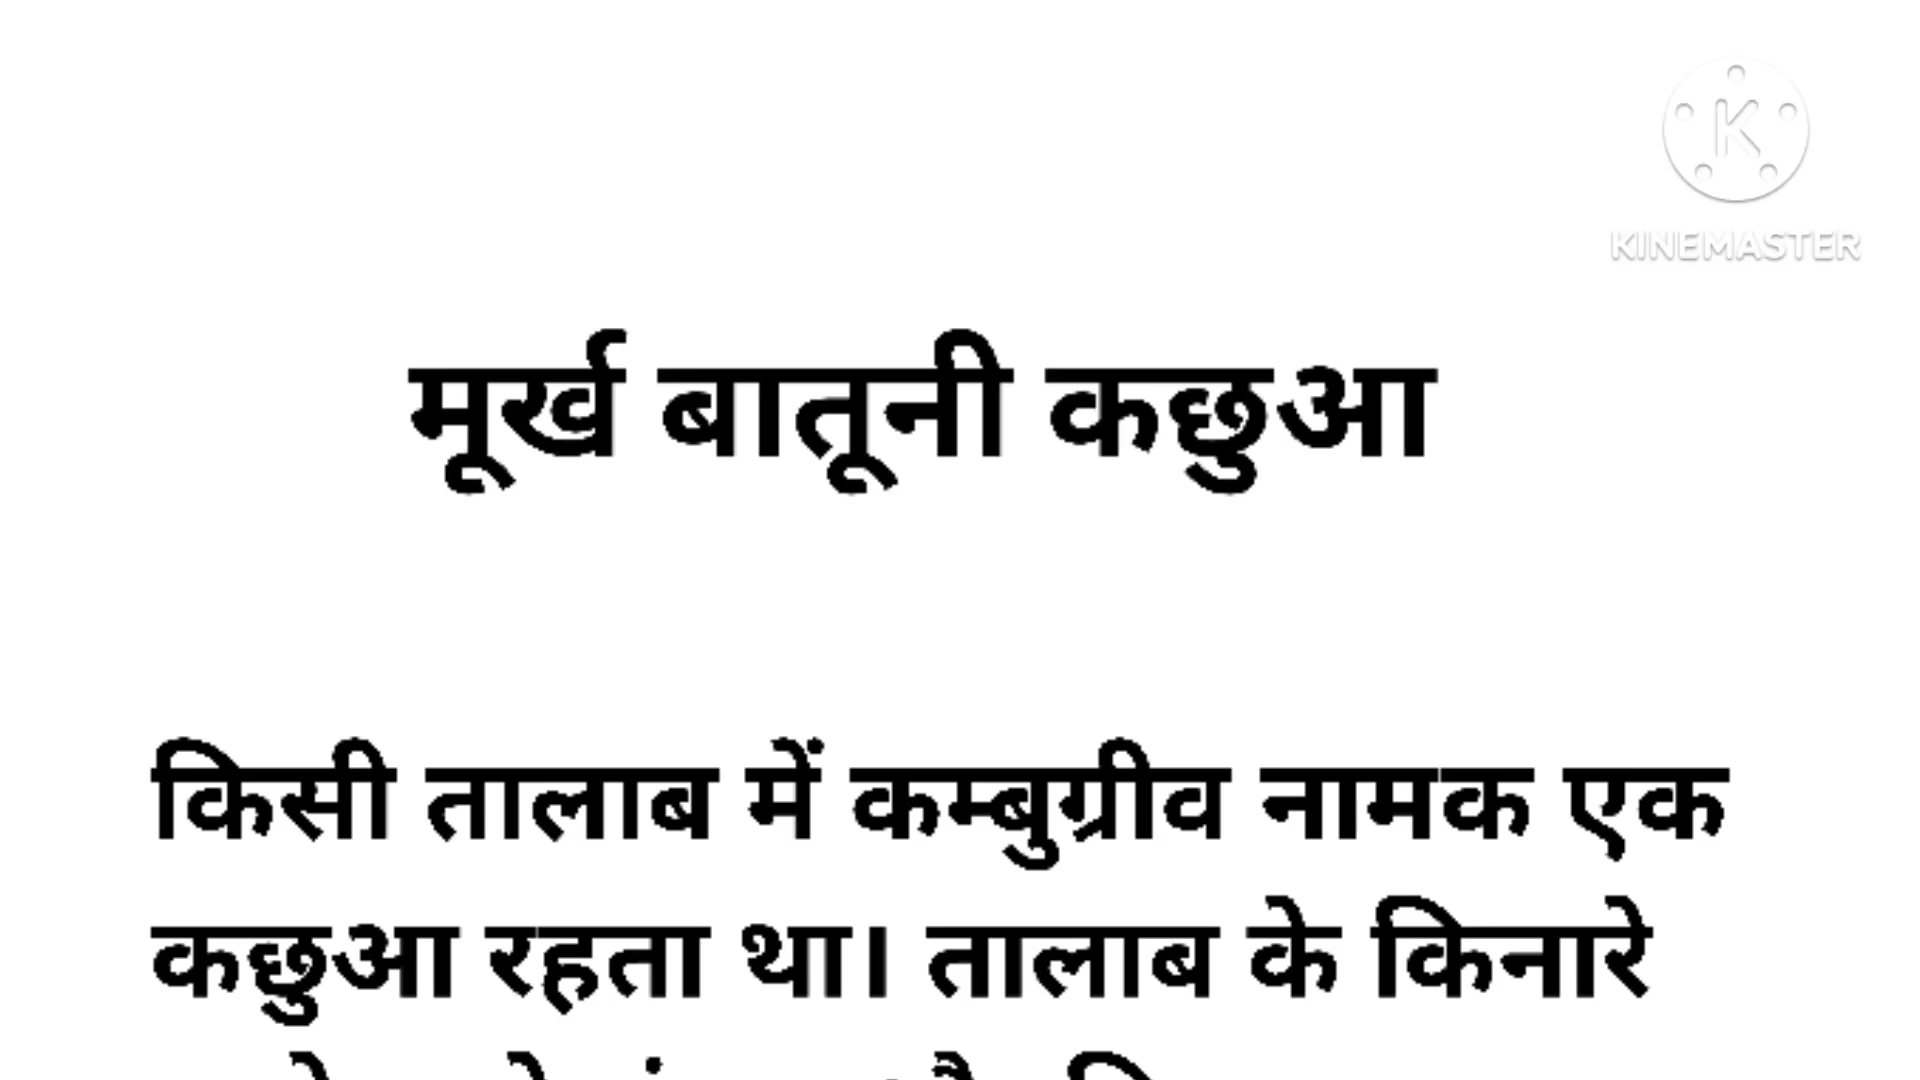 KINEMASTER
मूर्ख बातूनी कछुआ
किसी तालाब में कम्बुग्रीव नामक एक
कछुआ रहता था। तालाब के किनारे